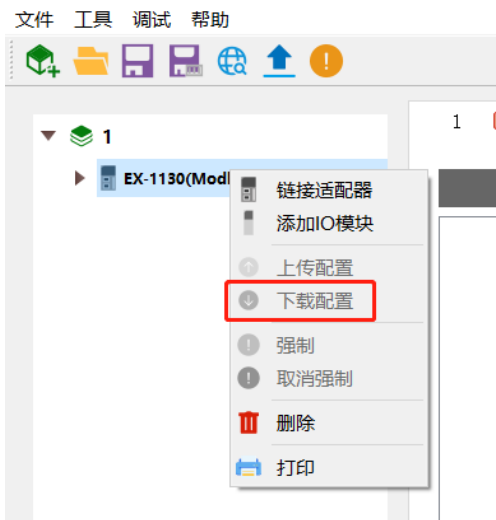 文件 工具 调试 帮助
1
1
EX-1130(Modl
链接适配器
添加IO模块
上传配置
下载配置
强制
取消强制
删除
打印